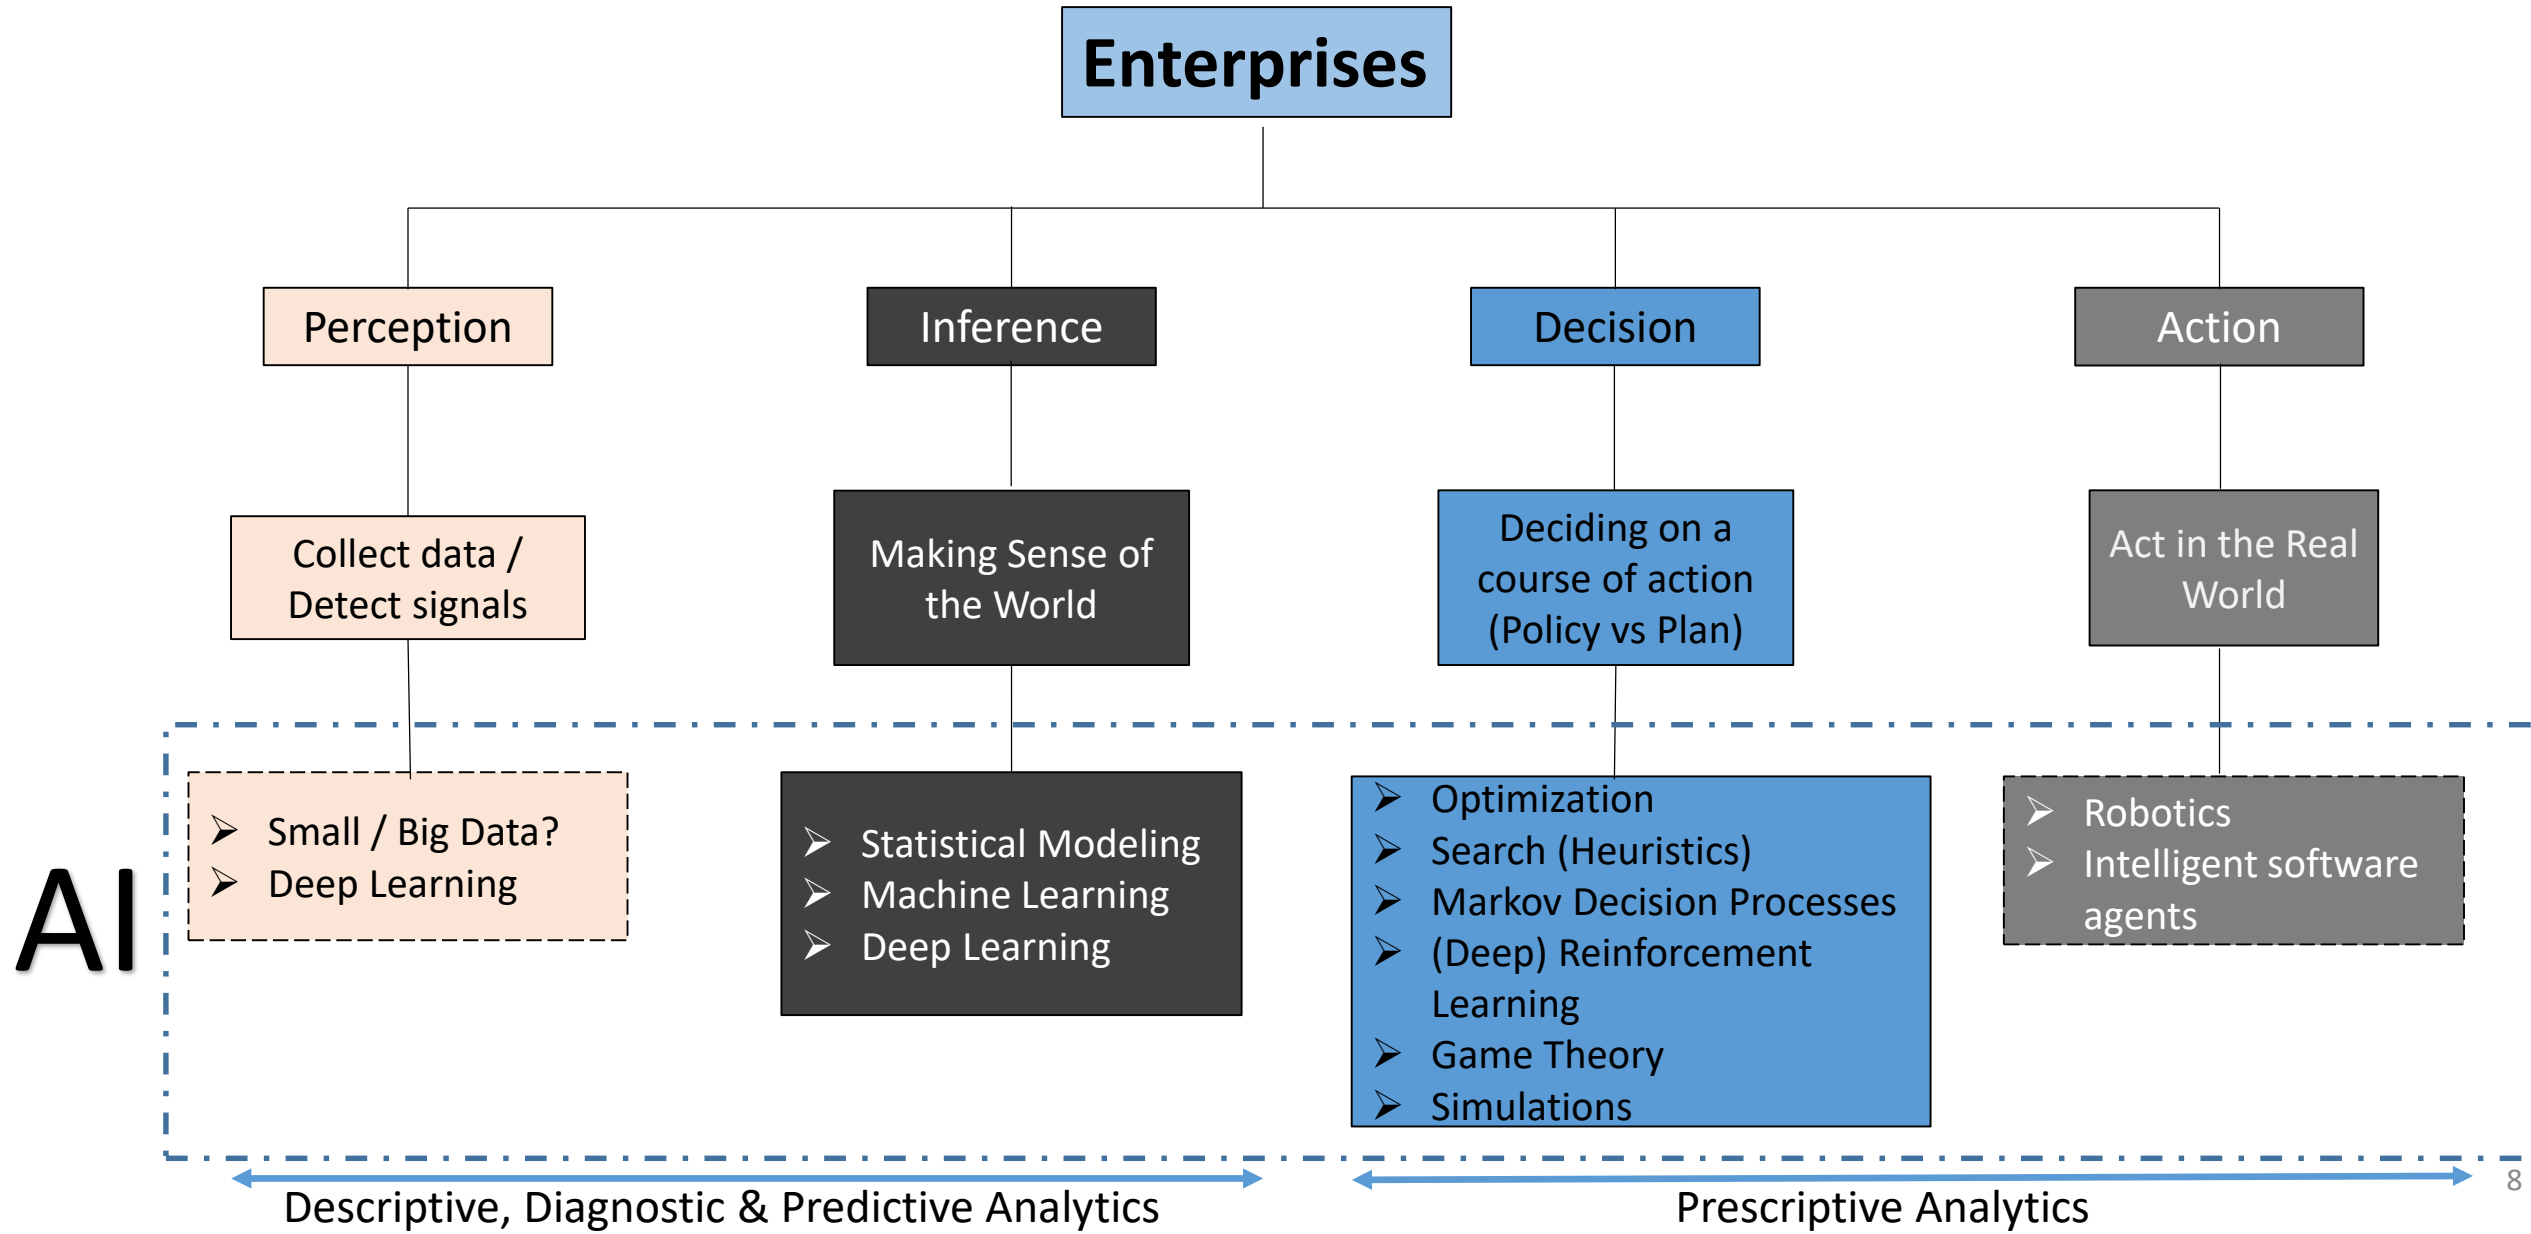 Enterprises
Perception
Inference
Decision
Action
Collect data /
Detect signals
Making Sense of
the World
Deciding on a
course of action
(Policy vs Plan)
Act in the Real
World
AI
➢ Small / Big Data?
➢ Deep Learning
➢ Statistical Modeling
➢ Machine Learning
➢ Deep Learning
➢ Optimization
➢ Search (Heuristics)
➢ Markov Decision Processes
➢ (Deep) Reinforcement
Learning
➢ Game Theory
➢ Simulations
➢ Robotics
➢ Intelligent software
agents
Descriptive, Diagnostic & Predictive Analytics
Prescriptive Analytics
8